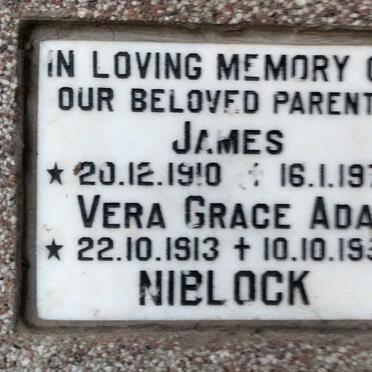 IN LOVING MEMORY
OUR BELOVED PARENT
JAMES
★ 20.12.1910 † 16.1.197
VERA GRACE ADA
★ 22.10.1913 † 10.10.19
NIBLOCK